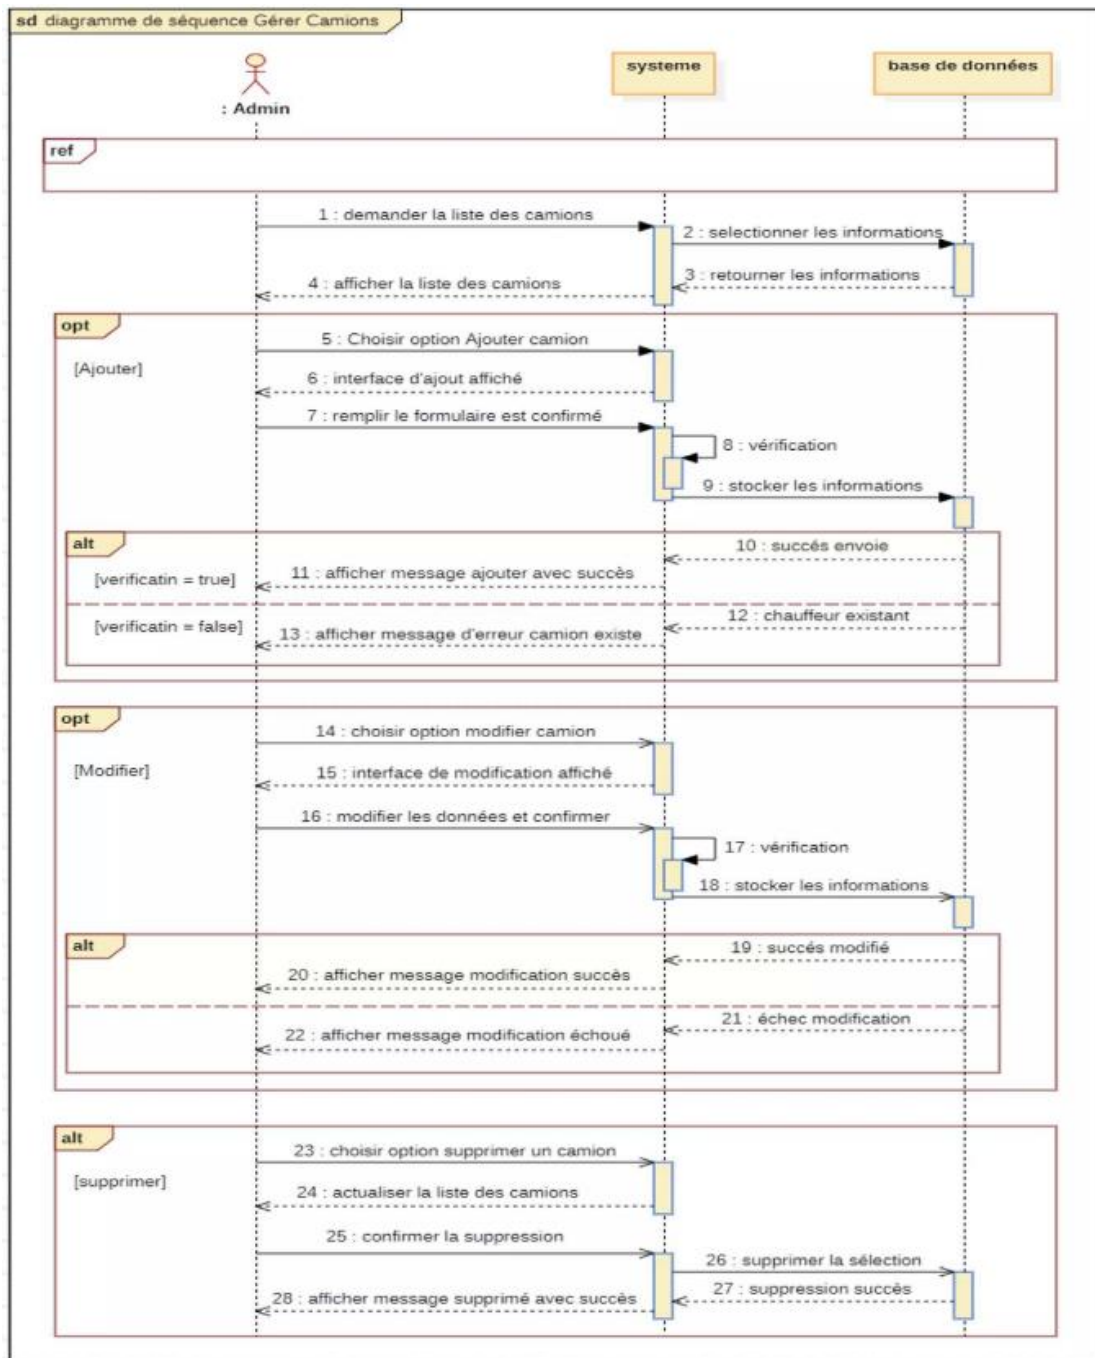 sd diagramme de séquence Gérer Camions
systeme
base de données
: Admin
ref
1 : demander la liste des camions
2 : selectionner les informations
3 : retourner les informations
4 : afficher la liste des camions
opt
5 : Choisir option Ajouter camion
[Ajouter]
6 : interface d'ajout affiché
7 : remplir le formulaire est confirmé
8 : vérification
9 : stocker les informations
alt
10 : succés envoie
[verificatin = true]
11 : afficher message ajouter avec succès
12 : chauffeur existant
[verificatin = false]
13 : afficher message d'erreur camion existe
opt
14 : choisir option modifier camion
[Modifier]
15 : interface de modification affiché
16 : modifier les données et confirmer
17 : vérification
18 : stocker les informations
alt
19 : succés modifié
20 : afficher message modification succès
21 : échec modification
22 : afficher message modification échoué
alt
23 : choisir option supprimer un camion
[supprimer]
24 : actualiser la liste des camions
25 : confirmer la suppression
26 : supprimer la sélection
27 : suppression succès
28 : afficher message supprimé avec succès